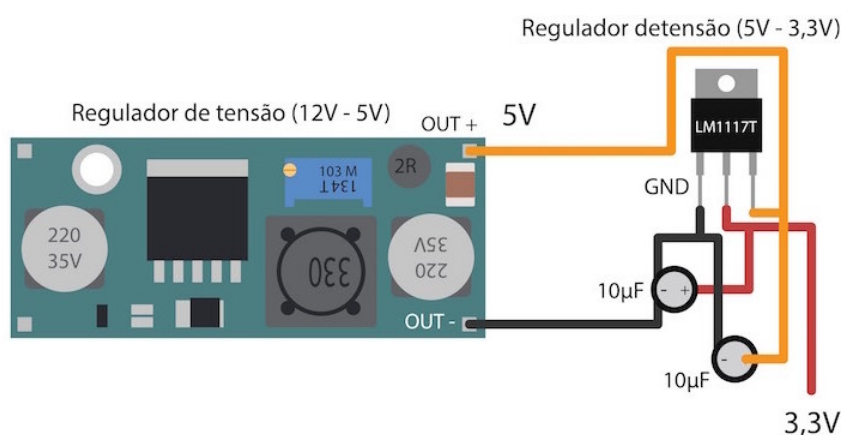 Regulador detensão (5V - 3,3V)
Regulador de tensão (12V - 5V)
OUT +
5V
LM1117T
103 M
134T
2R
GND
220
35V
330
220
35V
10µF
- +
OUT -
-
10µF
3,3V